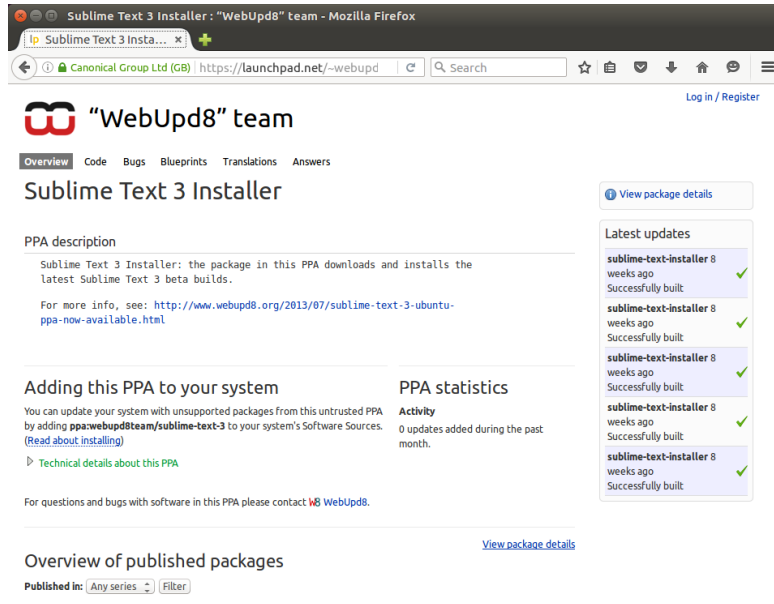 Sublime Text 3 Installer : “WebUpd8” team - Mozilla Firefox
lp Sublime Text 3 Insta... ×
Canonical Group Ltd (GB) https://launchpad.net/~webupd
Search
Log in / Register
“WebUpd8” team
Overview Code Bugs Blueprints Translations Answers
Sublime Text 3 Installer
PPA description
Sublime Text 3 Installer: the package in this PPA downloads and installs the
latest Sublime Text 3 beta builds.
For more info, see: http://www.webupd8.org/2013/07/sublime-text-3-ubuntu-
ppa-now-available.html
Adding this PPA to your system
You can update your system with unsupported packages from this untrusted PPA
by adding ppa:webupd8team/sublime-text-3 to your system's Software Sources.
(Read about installing)
Technical details about this PPA
For questions and bugs with software in this PPA please contact W8 WebUpd8.
PPA statistics
Activity
0 updates added during the past
month.
View package details
Overview of published packages
Published in: Any series Filter
View package details
Latest updates
sublime-text-installer 8
weeks ago
Successfully built
sublime-text-installer 8
weeks ago
Successfully built
sublime-text-installer 8
weeks ago
Successfully built
sublime-text-installer 8
weeks ago
Successfully built
sublime-text-installer 8
weeks ago
Successfully built